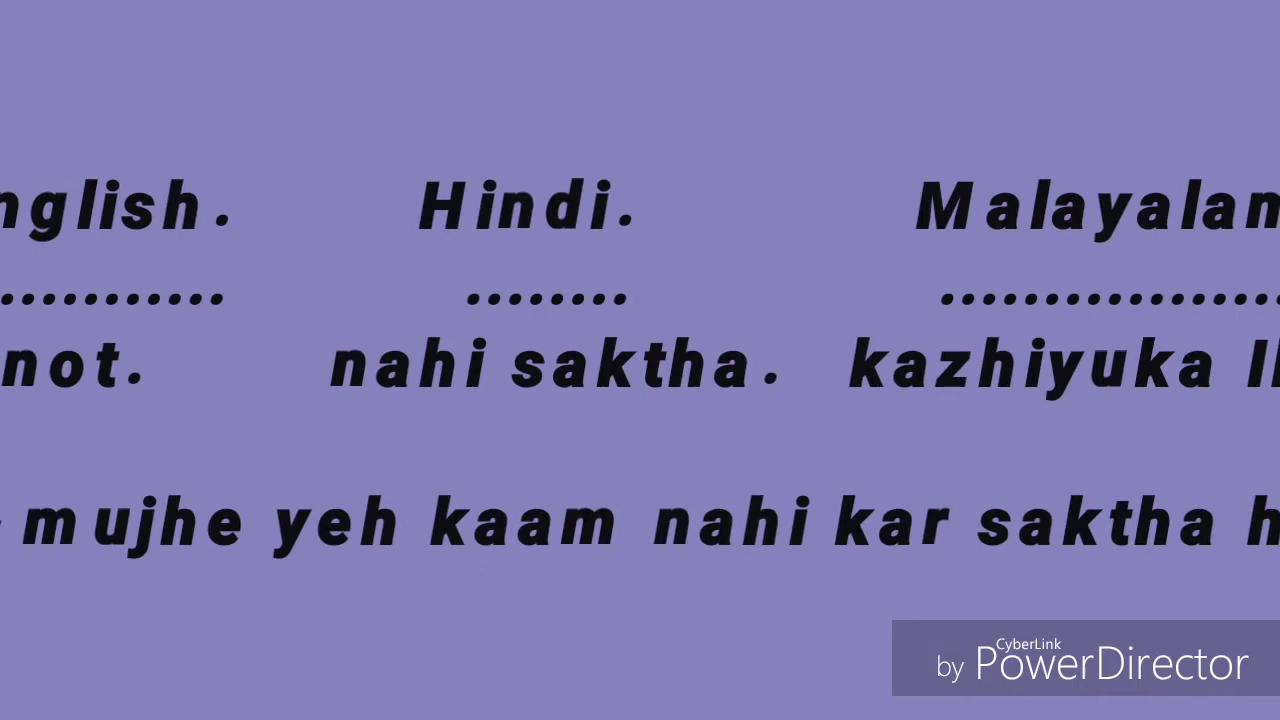 nglish. Hindi. Malayalam
........... ........ ................
not. nahi saktha. kazhiyuka
mujhe yeh kaam nahi kar saktha h
by CyberLink PowerDirector